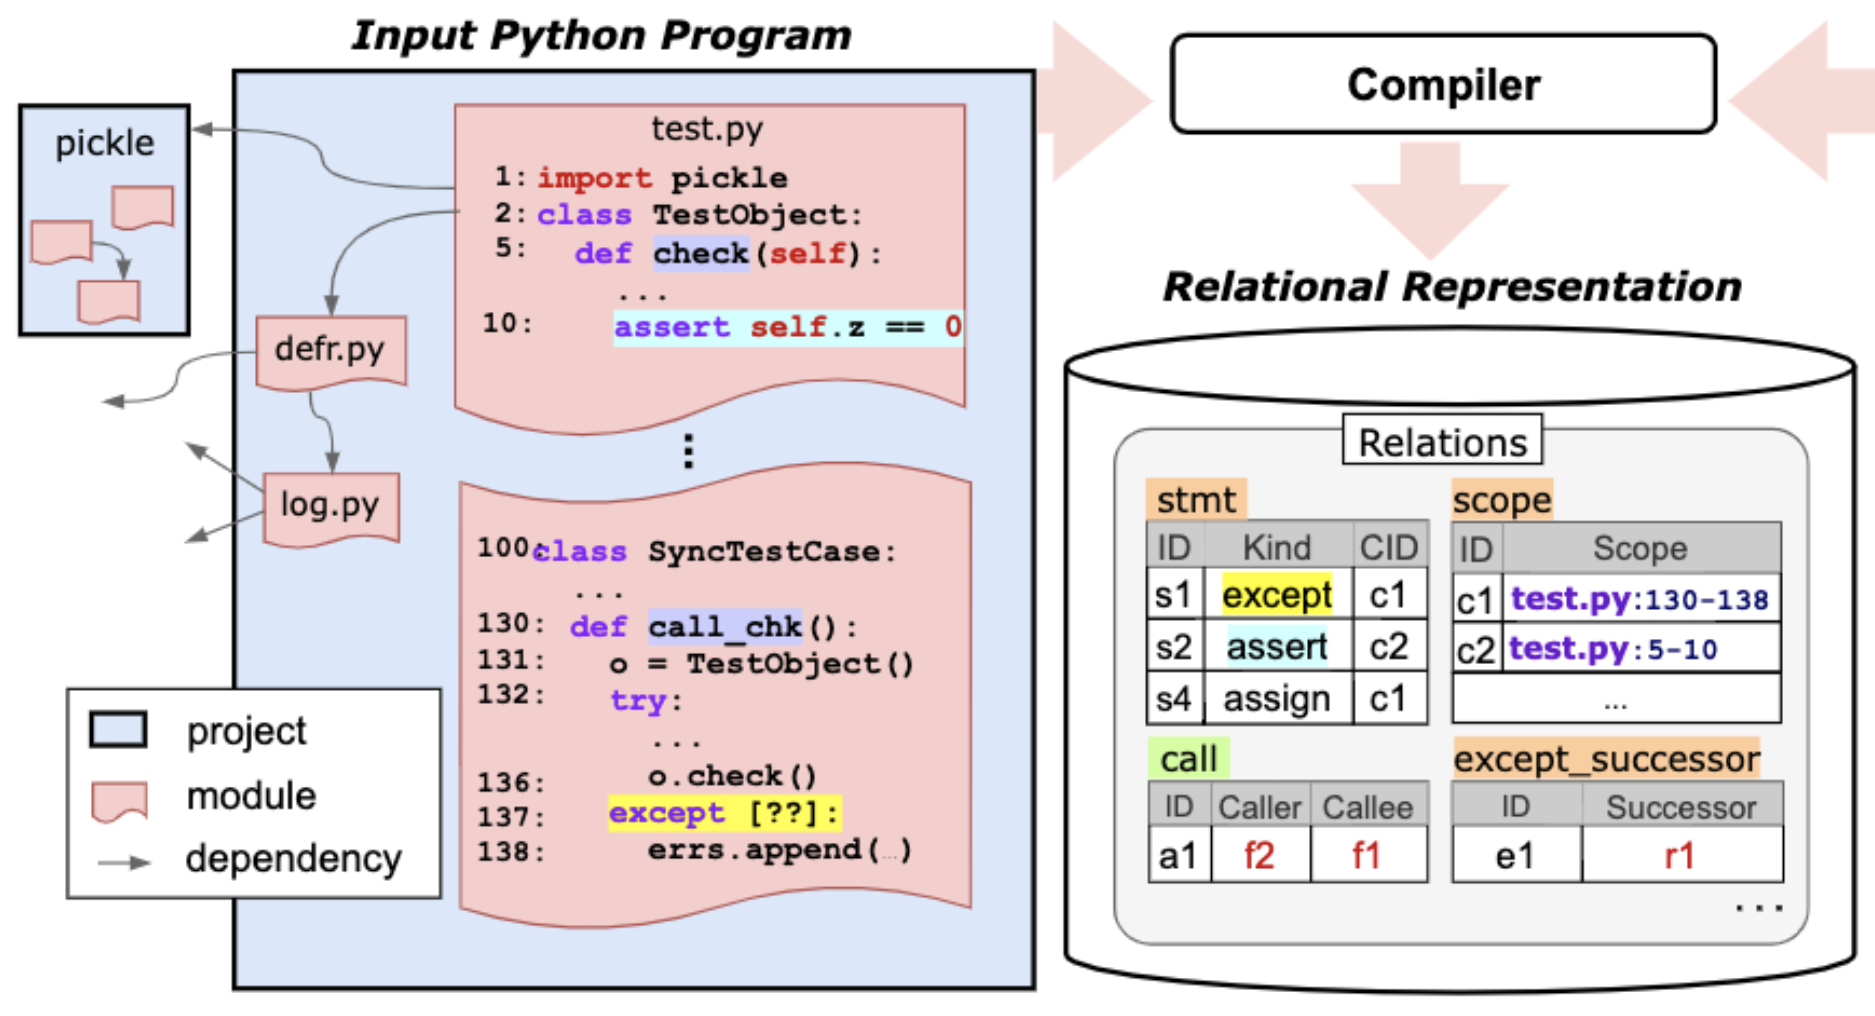 Input Python Program
pickle
test.py
1: import pickle
2: class TestObject:
5: def check(self):
...
10: assert self.z == 0
defr.py
log.py
⋮
100: class SyncTestCase:
...
130: def call_chk():
131: o = TestObject()
132: try:
...
136: o.check()
137: except [??]:
138: errs.append(...)
project
module
dependency
Compiler
Relational Representation
Relations
stmt
ID Kind CID
s1 except c1
s2 assert c2
s4 assign c1
scope
ID Scope
c1 test.py:130-138
c2 test.py:5-10
...
call
ID Caller Callee
a1 f2 f1
except_successor
ID Successor
e1 r1
...